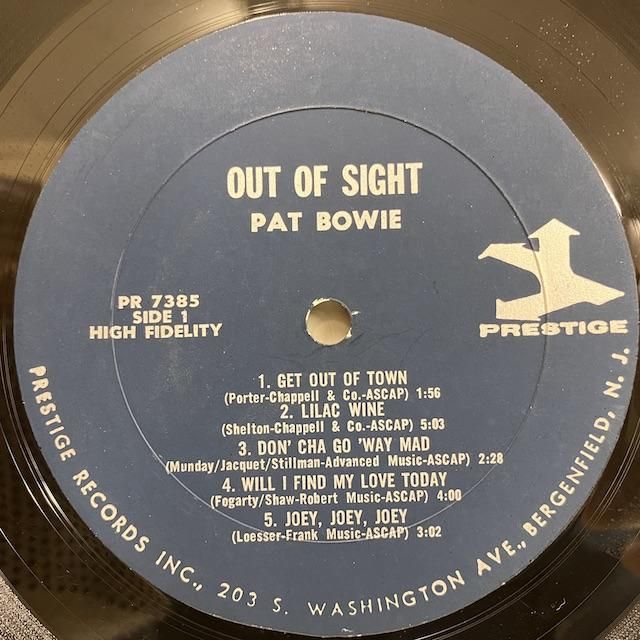 OUT OF SIGHT
PAT BOWIE
PR 7385
SIDE 1
HIGH FIDELITY
PRESTIGE
1. GET OUT OF TOWN
(Porter-Chappell & Co.-ASCAP) 1:56
2. LILAC WINE
(Shelton-Chappell & Co.-ASCAP) 5:03
3. DON' CHA GO 'WAY MAD
(Munday/Jacquet/Stillman-Advanced Music-ASCAP) 2:28
4. WILL I FIND MY LOVE TODAY
(Fogarty/Shaw-Robert Music-ASCAP) 4:00
5. JOEY, JOEY, JOEY
(Loesser-Frank Music-ASCAP) 3:02
PRESTIGE RECORDS INC., 203 S. WASHINGTON AVE., BERGENFIELD, N. J.